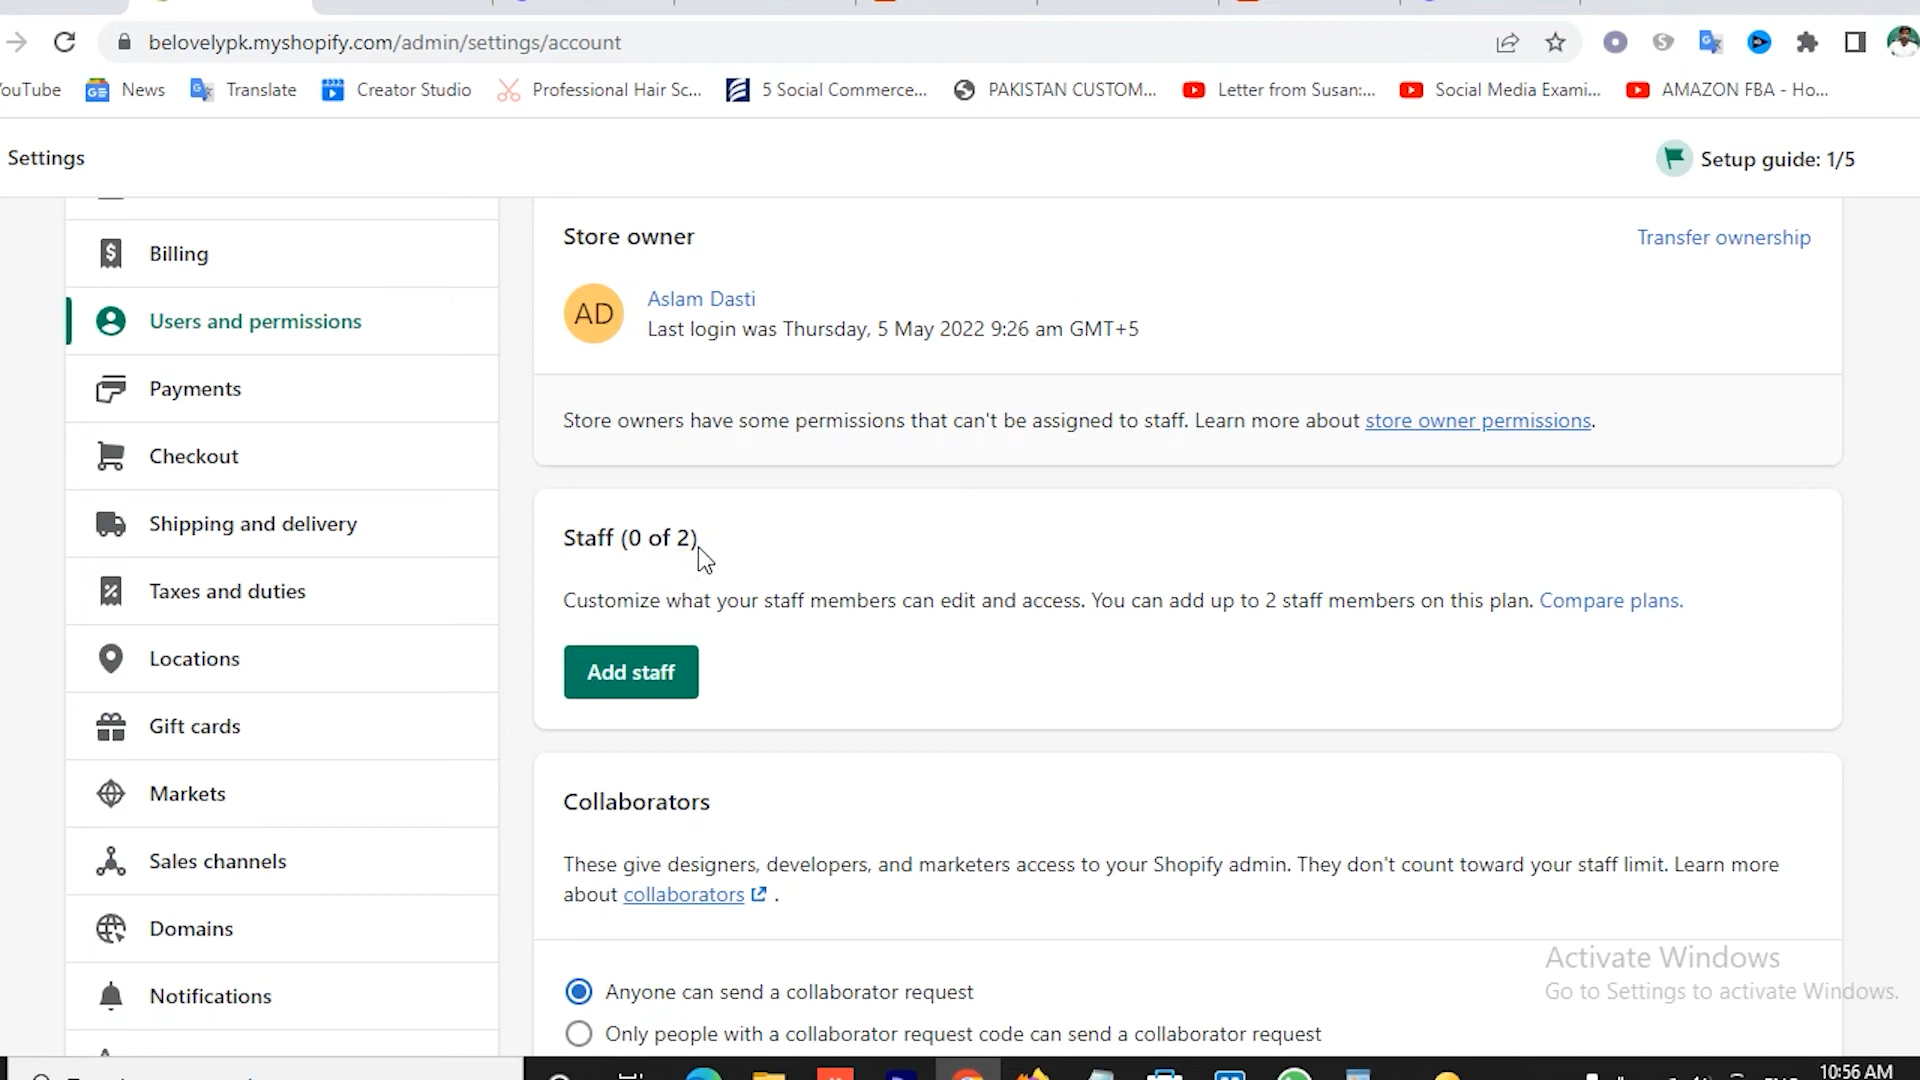 belovelypk.myshopify.com/admin/settings/account
ouTube
News
Translate
Creator Studio
Professional Hair Sc...
5 Social Commerce...
PAKISTAN CUSTOM...
Letter from Susan:...
Social Media Exami...
AMAZON FBA - Ho...
Settings
Setup guide: 1/5
Billing
Users and permissions
Payments
Checkout
Shipping and delivery
Taxes and duties
Locations
Gift cards
Markets
Sales channels
Domains
Notifications
Store owner
Transfer ownership
AD
Aslam Dasti
Last login was Thursday, 5 May 2022 9:26 am GMT+5
Store owners have some permissions that can't be assigned to staff. Learn more about store owner permissions.
Staff (0 of 2)
Customize what your staff members can edit and access. You can add up to 2 staff members on this plan. Compare plans.
Add staff
Collaborators
These give designers, developers, and marketers access to your Shopify admin. They don't count toward your staff limit. Learn more
about collaborators .
Anyone can send a collaborator request
Only people with a collaborator request code can send a collaborator request
Activate Windows
Go to Settings to activate Windows.
10:56 AM